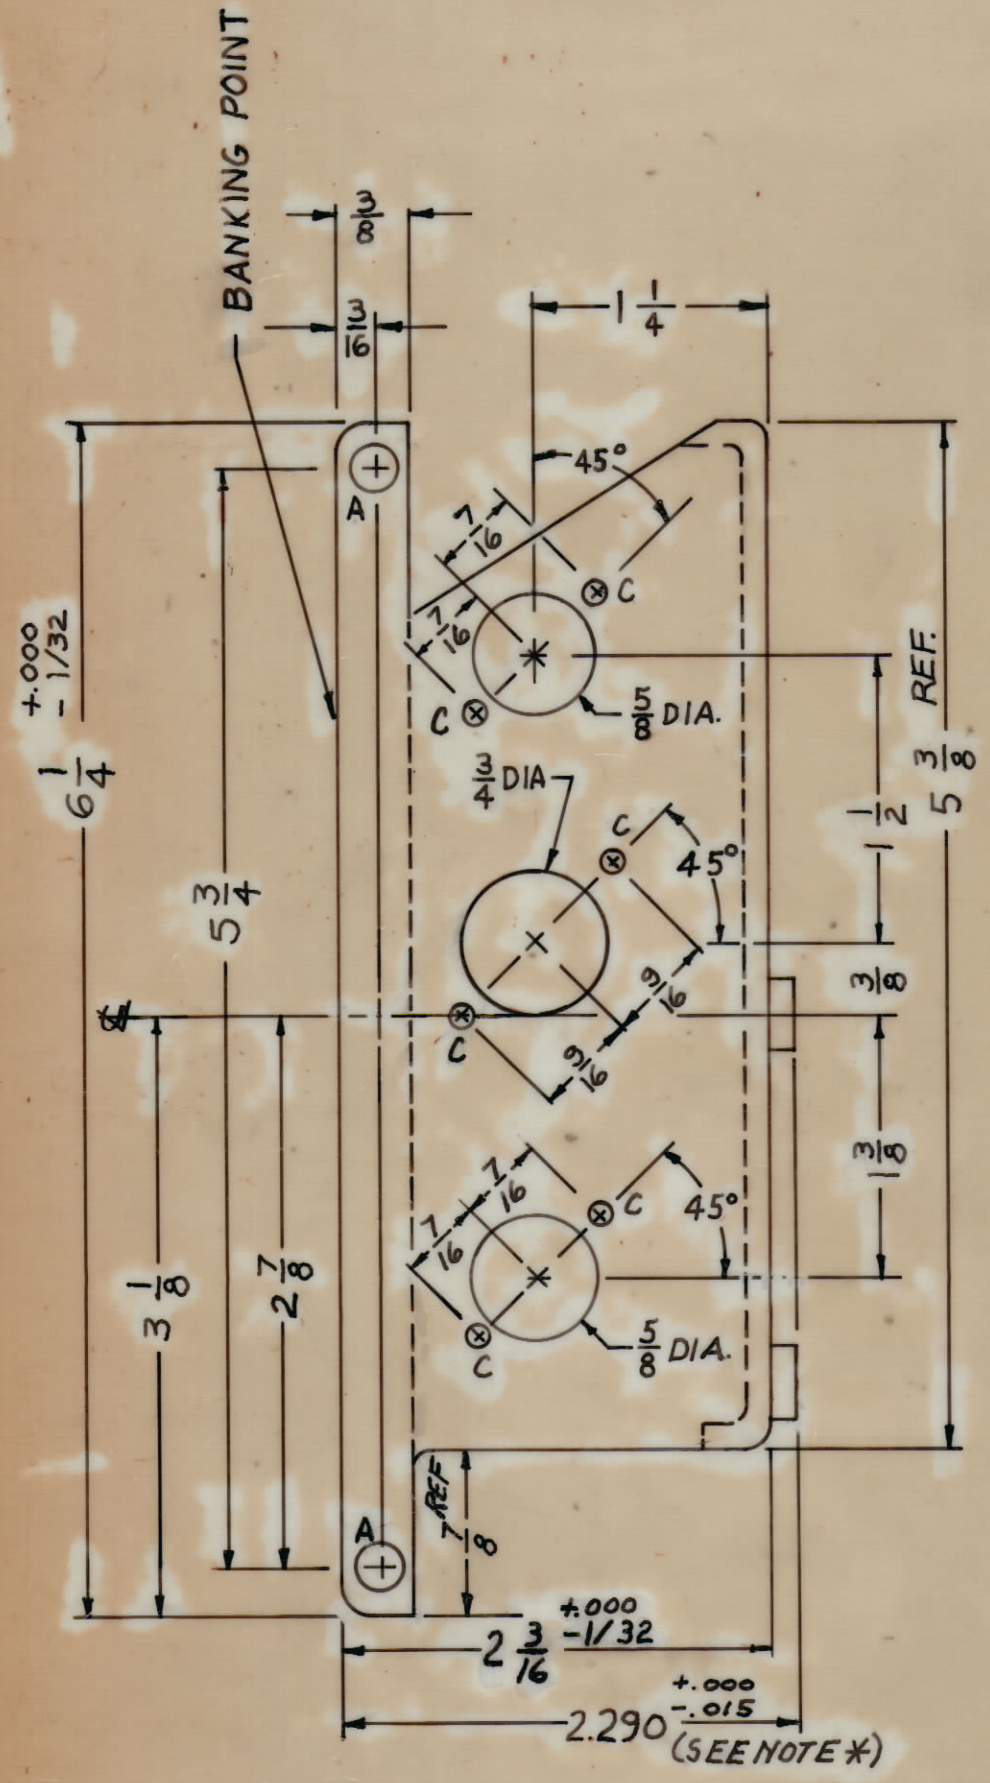 BANKING POINT
3/8
3/16
1 1/4
+.000
- 1/32
6 1/4
5 3/4
℄
3 1/8
2 7/8
A
45°
7/16
7/16
C
C
5/8 DIA.
3/4 DIA
C
45°
9/16
9/16
C
7/16
7/16
C
45°
C
5/8 DIA.
1 1/2
5 3/8 REF.
3/8
1 3/8
A
7/8 REF
2 3/16 +.000
-1/32
2.290 +.000
-.015
(SEE NOTE *)